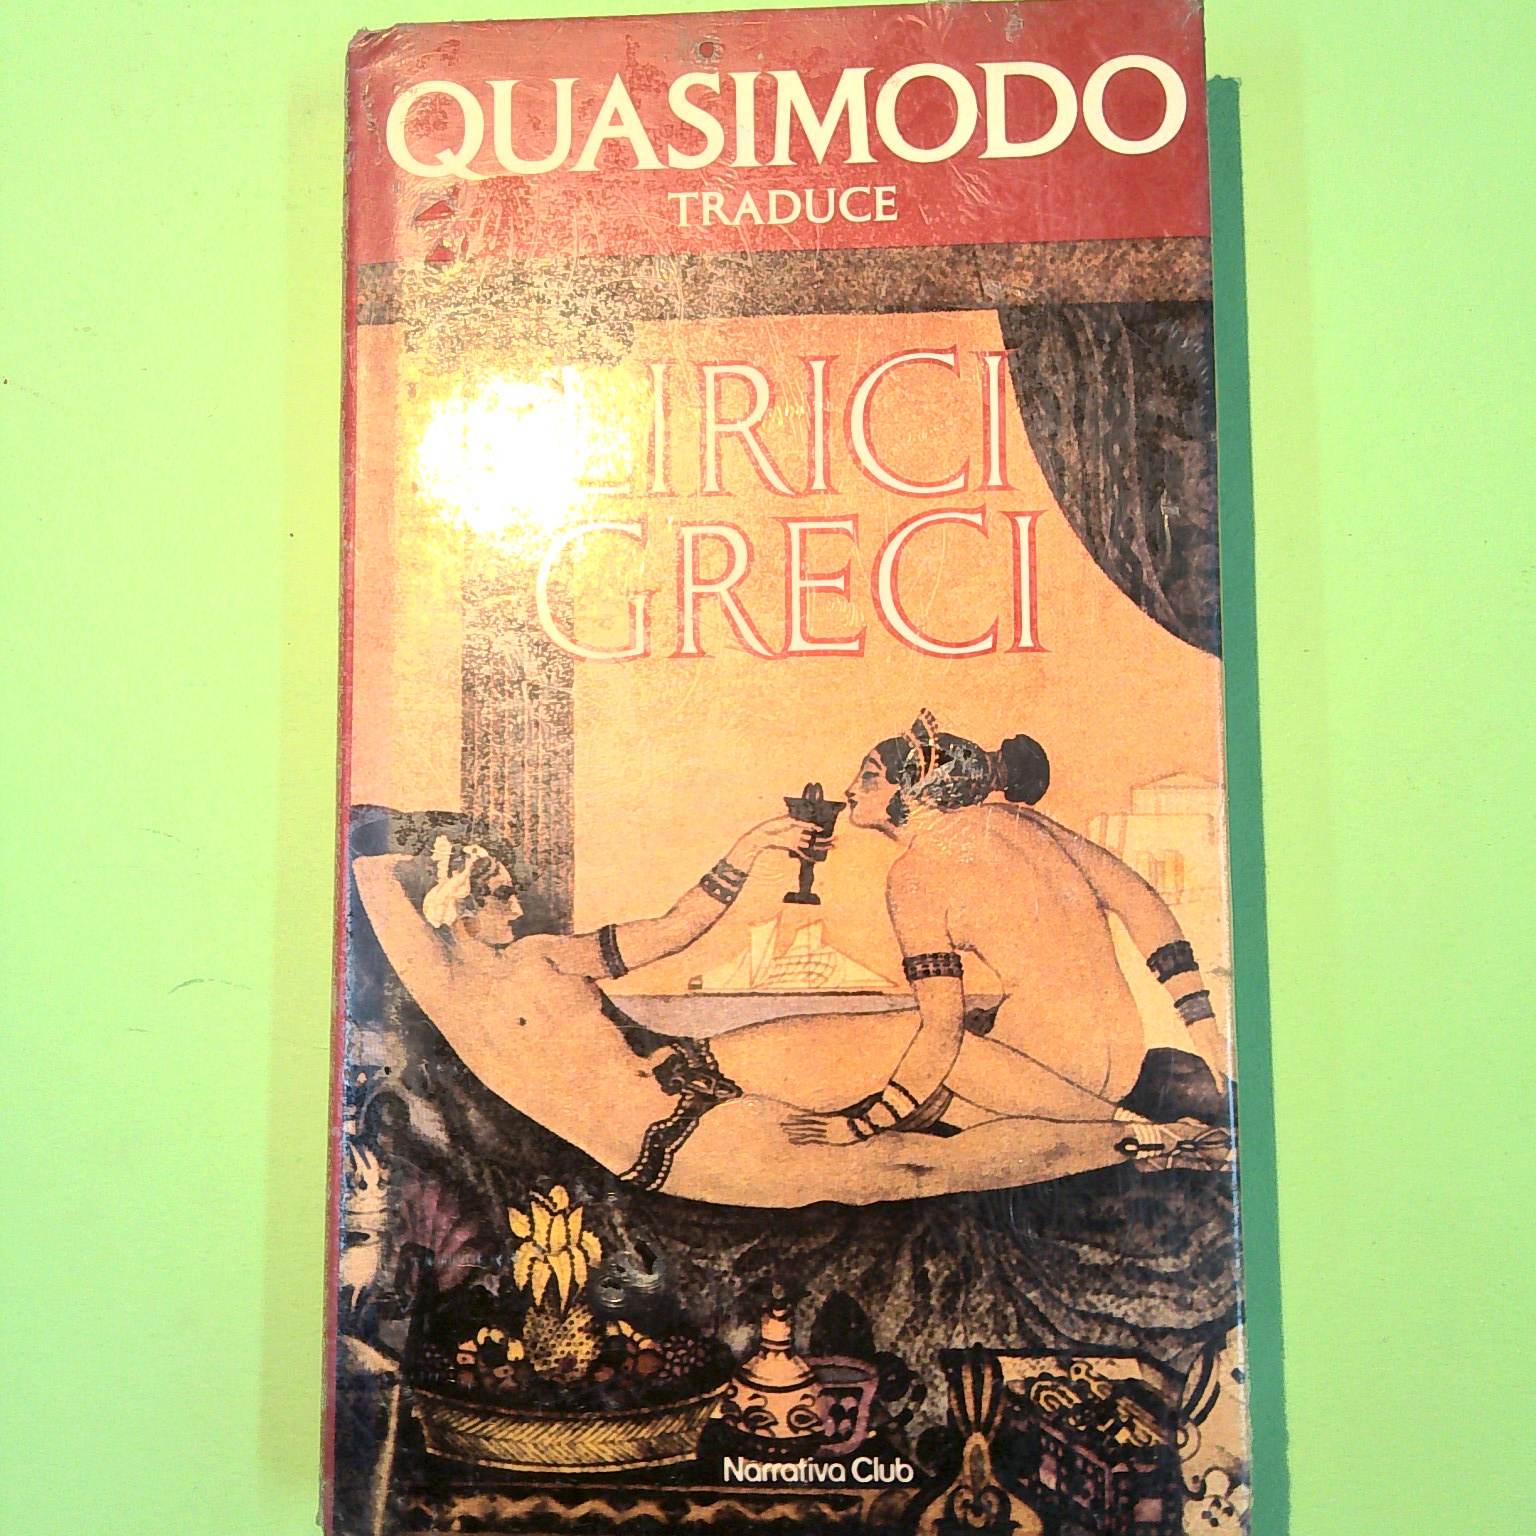 QUASIMODO
TRADUCE
LIRICI
GRECI
Narrativa Club